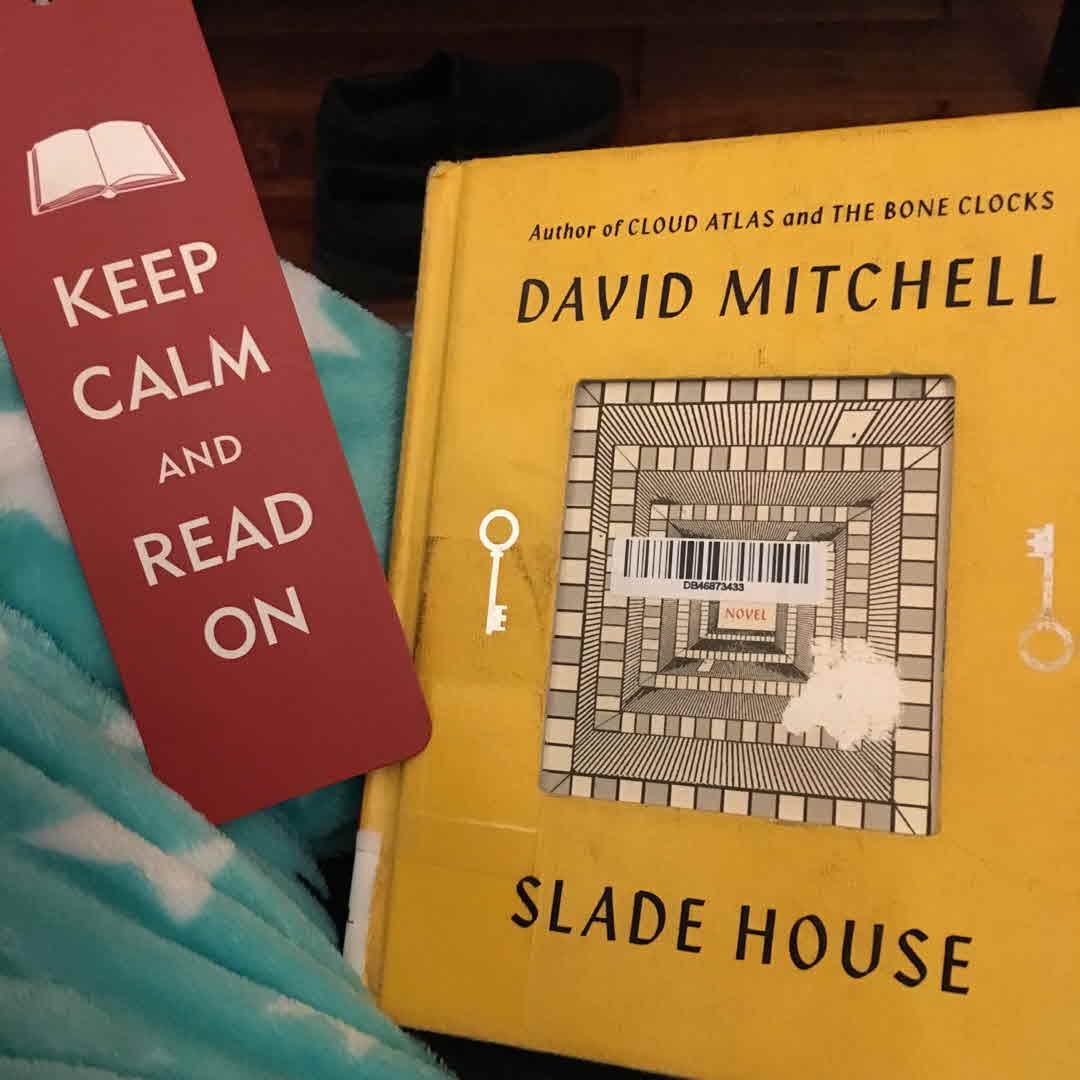 KEEP
CALM
AND
READ
ON
Author of CLOUD ATLAS and THE BONE CLOCKS
DAVID MITCHELL
DB46873433
NOVEL
SLADE HOUSE